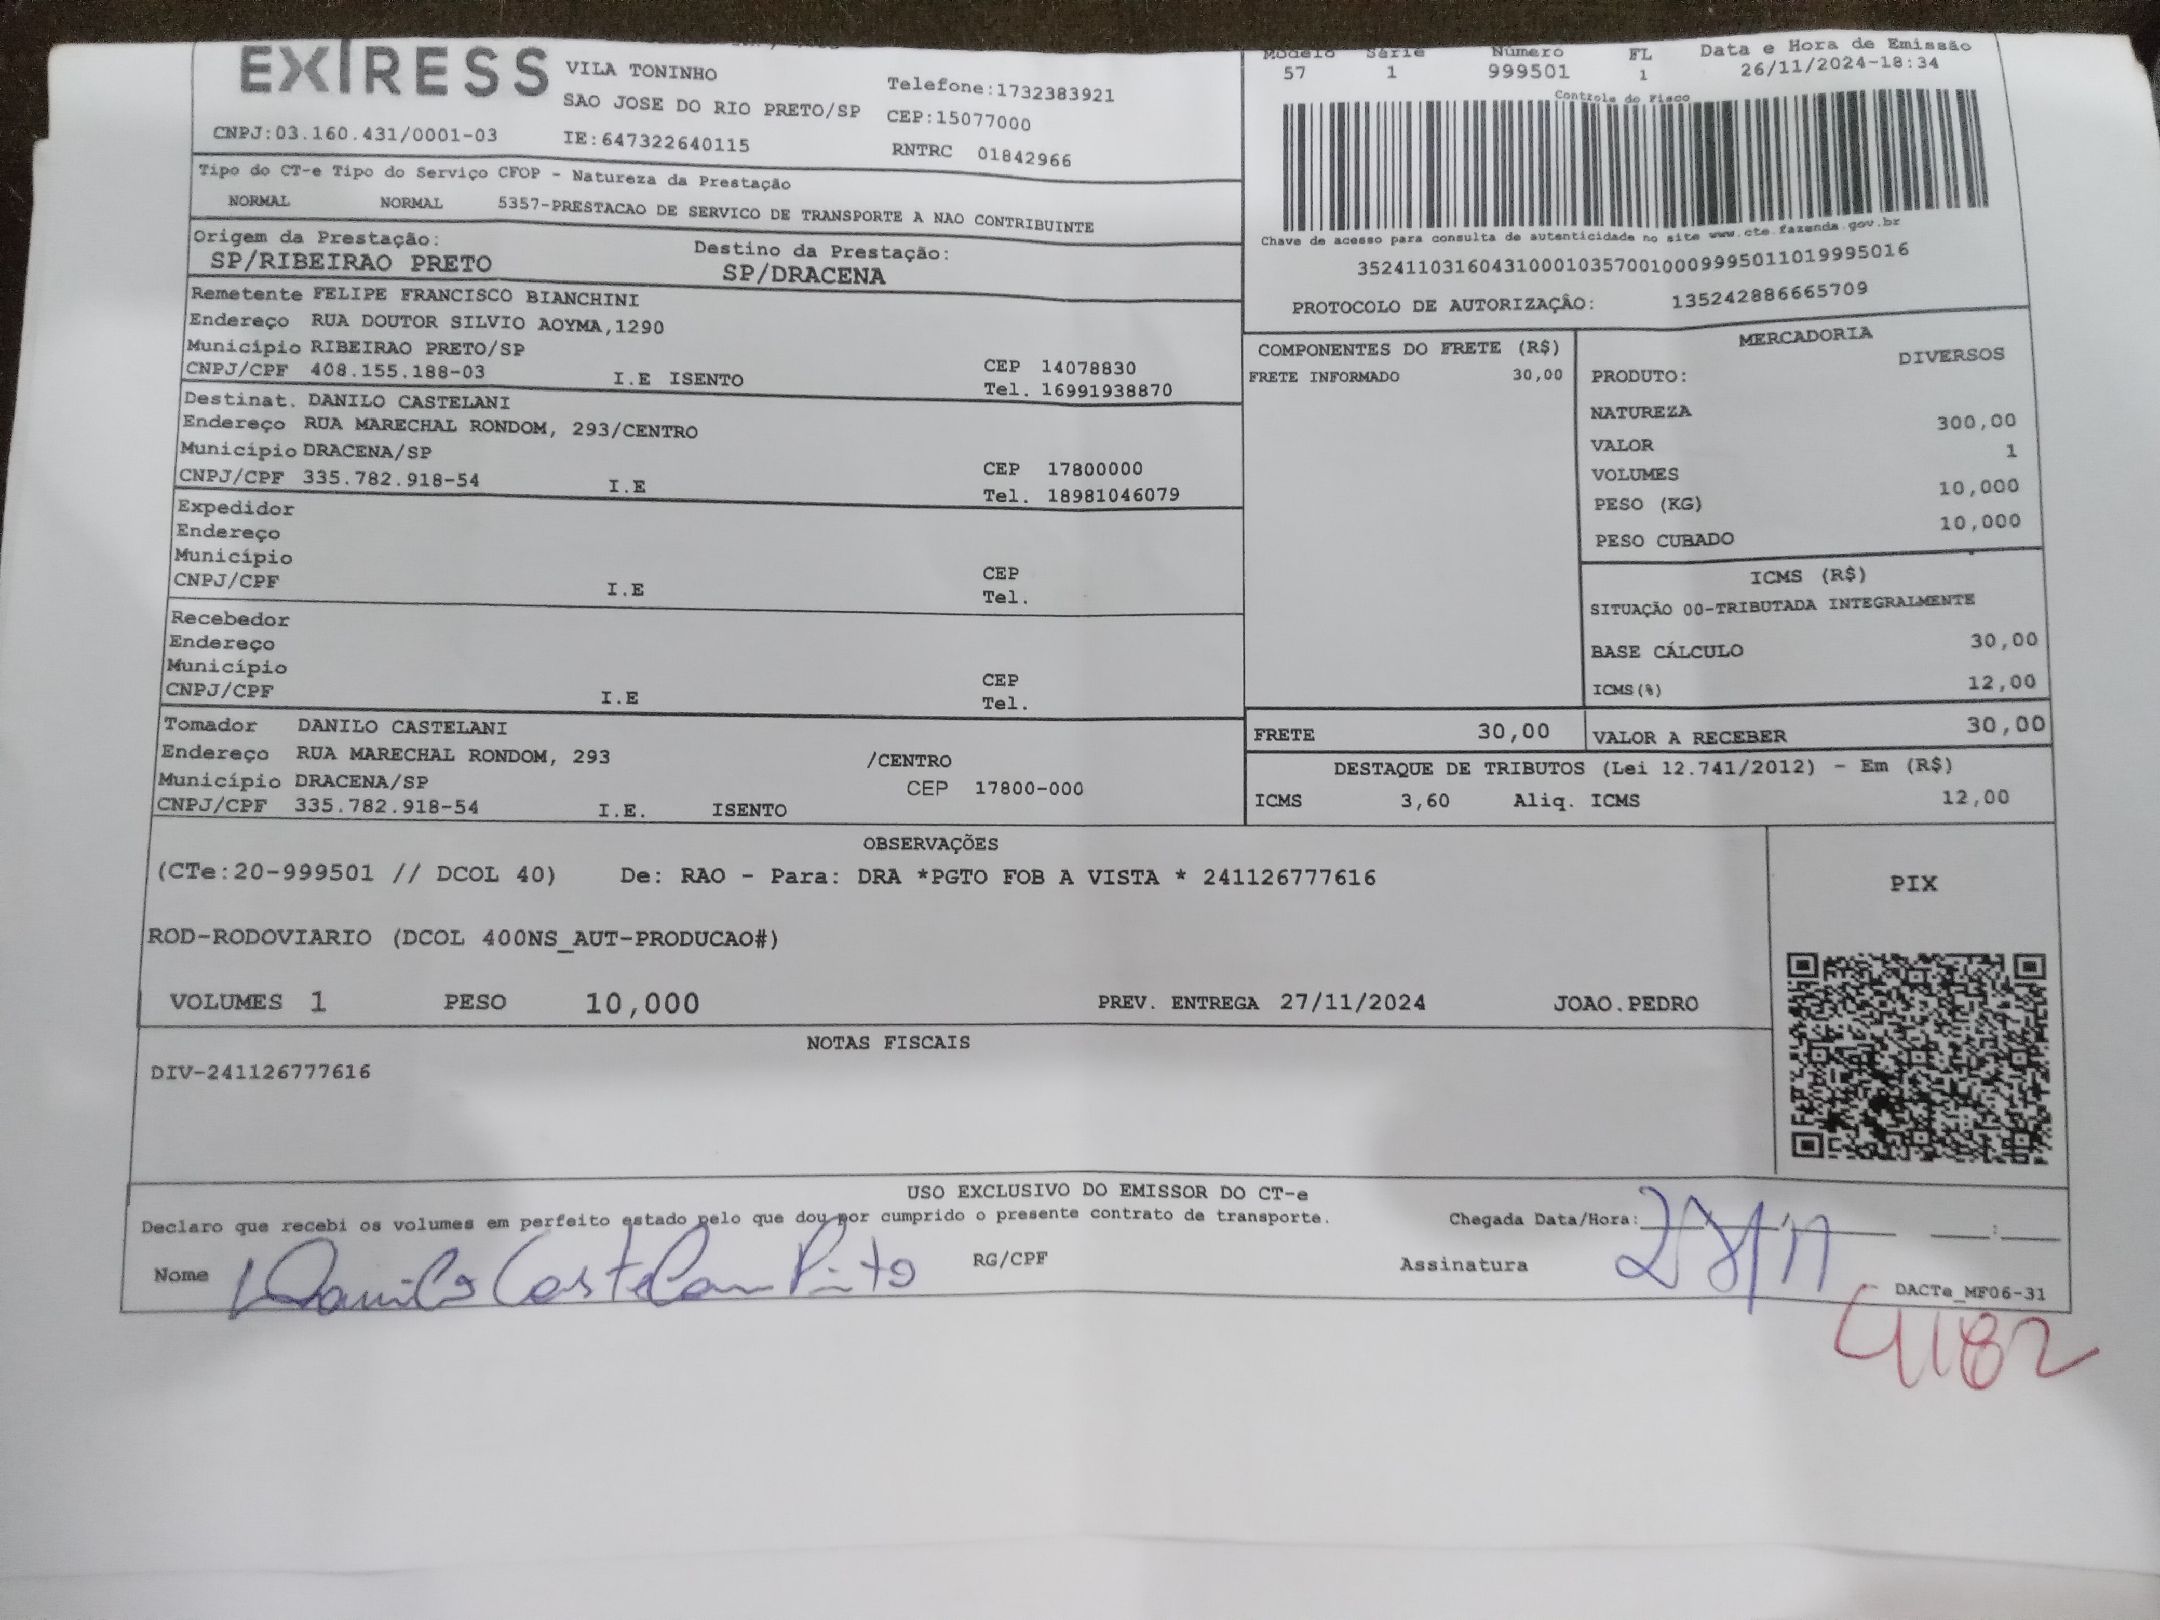 EXPRESS
VILA TONINHO
SAO JOSE DO RIO PRETO/SP
Telefone:1732383921
CEP:15077000
CNPJ:03.160.431/0001-03
IE:647322640115
RNTRC 01842966
Modelo Série Número FL Data e Hora de Emissão
57 1 999501 1 26/11/2024-18:34
Controle do Fisco
Chave de acesso para consulta de autenticidade no site www.cte.fazenda.gov.br
35241103160431000103570010009995011019995016
PROTOCOLO DE AUTORIZAÇÃO: 135242886665709
Tipo do CT-e Tipo do Serviço CFOP - Natureza da Prestação
NORMAL NORMAL 5357-PRESTACAO DE SERVICO DE TRANSPORTE A NAO CONTRIBUINTE
Origem da Prestação: Destino da Prestação:
SP/RIBEIRAO PRETO SP/DRACENA
Remetente FELIPE FRANCISCO BIANCHINI
Endereço RUA DOUTOR SILVIO AOYMA,1290
Município RIBEIRAO PRETO/SP CEP 14078830
CNPJ/CPF 408.155.188-03 I.E ISENTO Tel. 16991938870
Destinat. DANILO CASTELANI
Endereço RUA MARECHAL RONDOM, 293/CENTRO
Município DRACENA/SP CEP 17800000
CNPJ/CPF 335.782.918-54 I.E Tel. 18981046079
Expedidor
Endereço
Município CEP
CNPJ/CPF I.E Tel.
Recebedor
Endereço
Município CEP
CNPJ/CPF I.E Tel.
Tomador DANILO CASTELANI
Endereço RUA MARECHAL RONDOM, 293 /CENTRO
Município DRACENA/SP CEP 17800-000
CNPJ/CPF 335.782.918-54 I.E. ISENTO
COMPONENTES DO FRETE (R$)
FRETE INFORMADO 30,00
MERCADORIA
PRODUTO: DIVERSOS
NATUREZA
VALOR 300,00
VOLUMES 1
PESO (KG) 10,000
PESO CUBADO 10,000
ICMS (R$)
SITUAÇÃO 00-TRIBUTADA INTEGRALMENTE
BASE CÁLCULO 30,00
ICMS(%) 12,00
FRETE 30,00 VALOR A RECEBER 30,00
DESTAQUE DE TRIBUTOS (Lei 12.741/2012) - Em (R$)
ICMS 3,60 Aliq. ICMS 12,00
OBSERVAÇÕES
(CTe:20-999501 // DCOL 40) De: RAO - Para: DRA *PGTO FOB A VISTA * 241126777616
PIX
ROD-RODOVIARIO (DCOL 400NS_AUT-PRODUCAO#)
VOLUMES 1 PESO 10,000 PREV. ENTREGA 27/11/2024 JOAO.PEDRO
NOTAS FISCAIS
DIV-241126777616
USO EXCLUSIVO DO EMISSOR DO CT-e
Declaro que recebi os volumes em perfeito estado pelo que dou por cumprido o presente contrato de transporte. Chegada Data/Hora: 28/11 :
Nome Danilo Castelani Pinto RG/CPF Assinatura
DACTe_MF06-31
4182